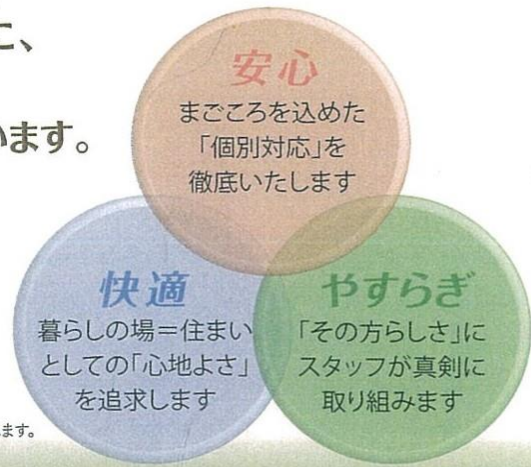 に、
います。
安心
まごころを込めた
「個別対応」を
徹底いたします
快適
暮らしの場＝住まい
としての「心地よさ」
を追求します
やすらぎ
「その方らしさ」に
スタッフが真剣に
取り組みます
ます。